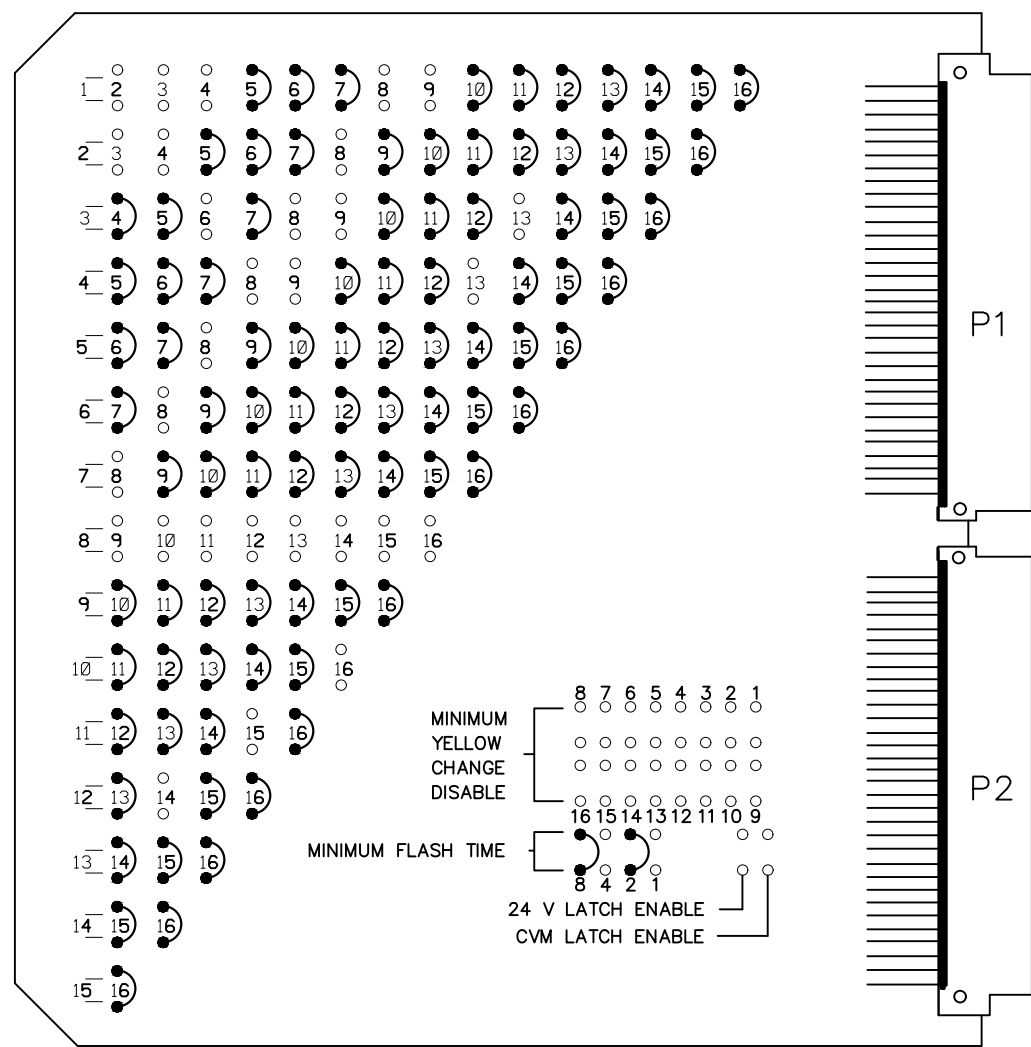 1 2 3 4 5 6 7 8 9 10 11 12 13 14 15 16
2 3 4 5 6 7 8 9 10 11 12 13 14 15 16
3 4 5 6 7 8 9 10 11 12 13 14 15 16
4 5 6 7 8 9 10 11 12 13 14 15 16
P1
5 6 7 8 9 10 11 12 13 14 15 16
6 7 8 9 10 11 12 13 14 15 16
7 8 9 10 11 12 13 14 15 16
8 9 10 11 12 13 14 15 16
9 10 11 12 13 14 15 16
10 11 12 13 14 15 16
8 7 6 5 4 3 2 1
MINIMUM
YELLOW
CHANGE
DISABLE
11 12 13 14 15 16
12 13 14 15 16
P2
16 15 14 13 12 11 10 9
MINIMUM FLASH TIME
8 4 2 1
13 14 15 16
24 V LATCH ENABLE
CVM LATCH ENABLE
14 15 16
15 16